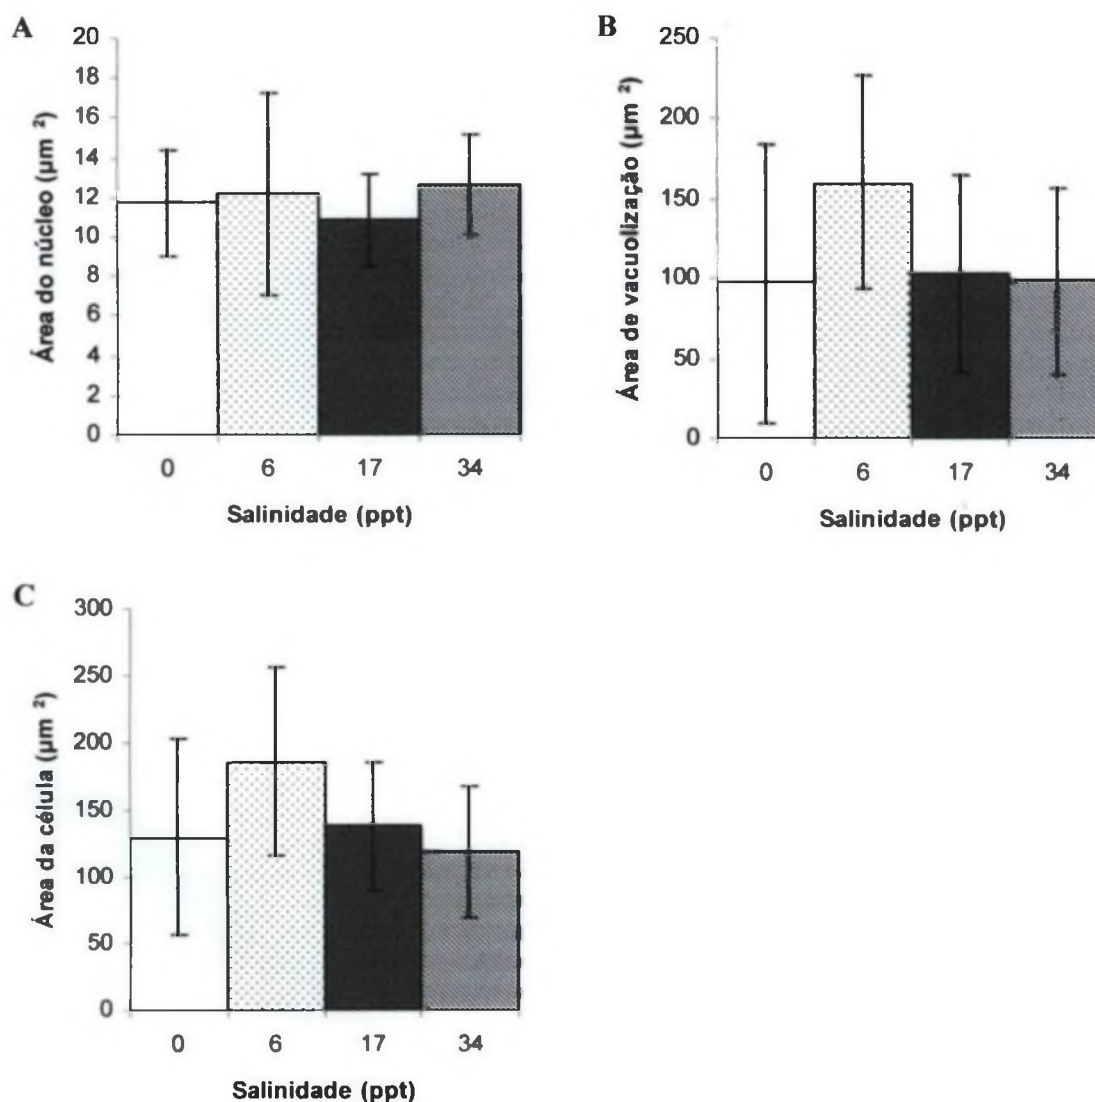 A
Área do núcleo (µm ²)
20
18
16
14
12
10
8
6
4
2
0
0 6 17 34
Salinidade (ppt)
B
Área de vacuolização (µm ²)
250
200
150
100
50
0
0 6 17 34
Salinidade (ppt)
C
Área da célula (µm ²)
300
250
200
150
100
50
0
0 6 17 34
Salinidade (ppt)